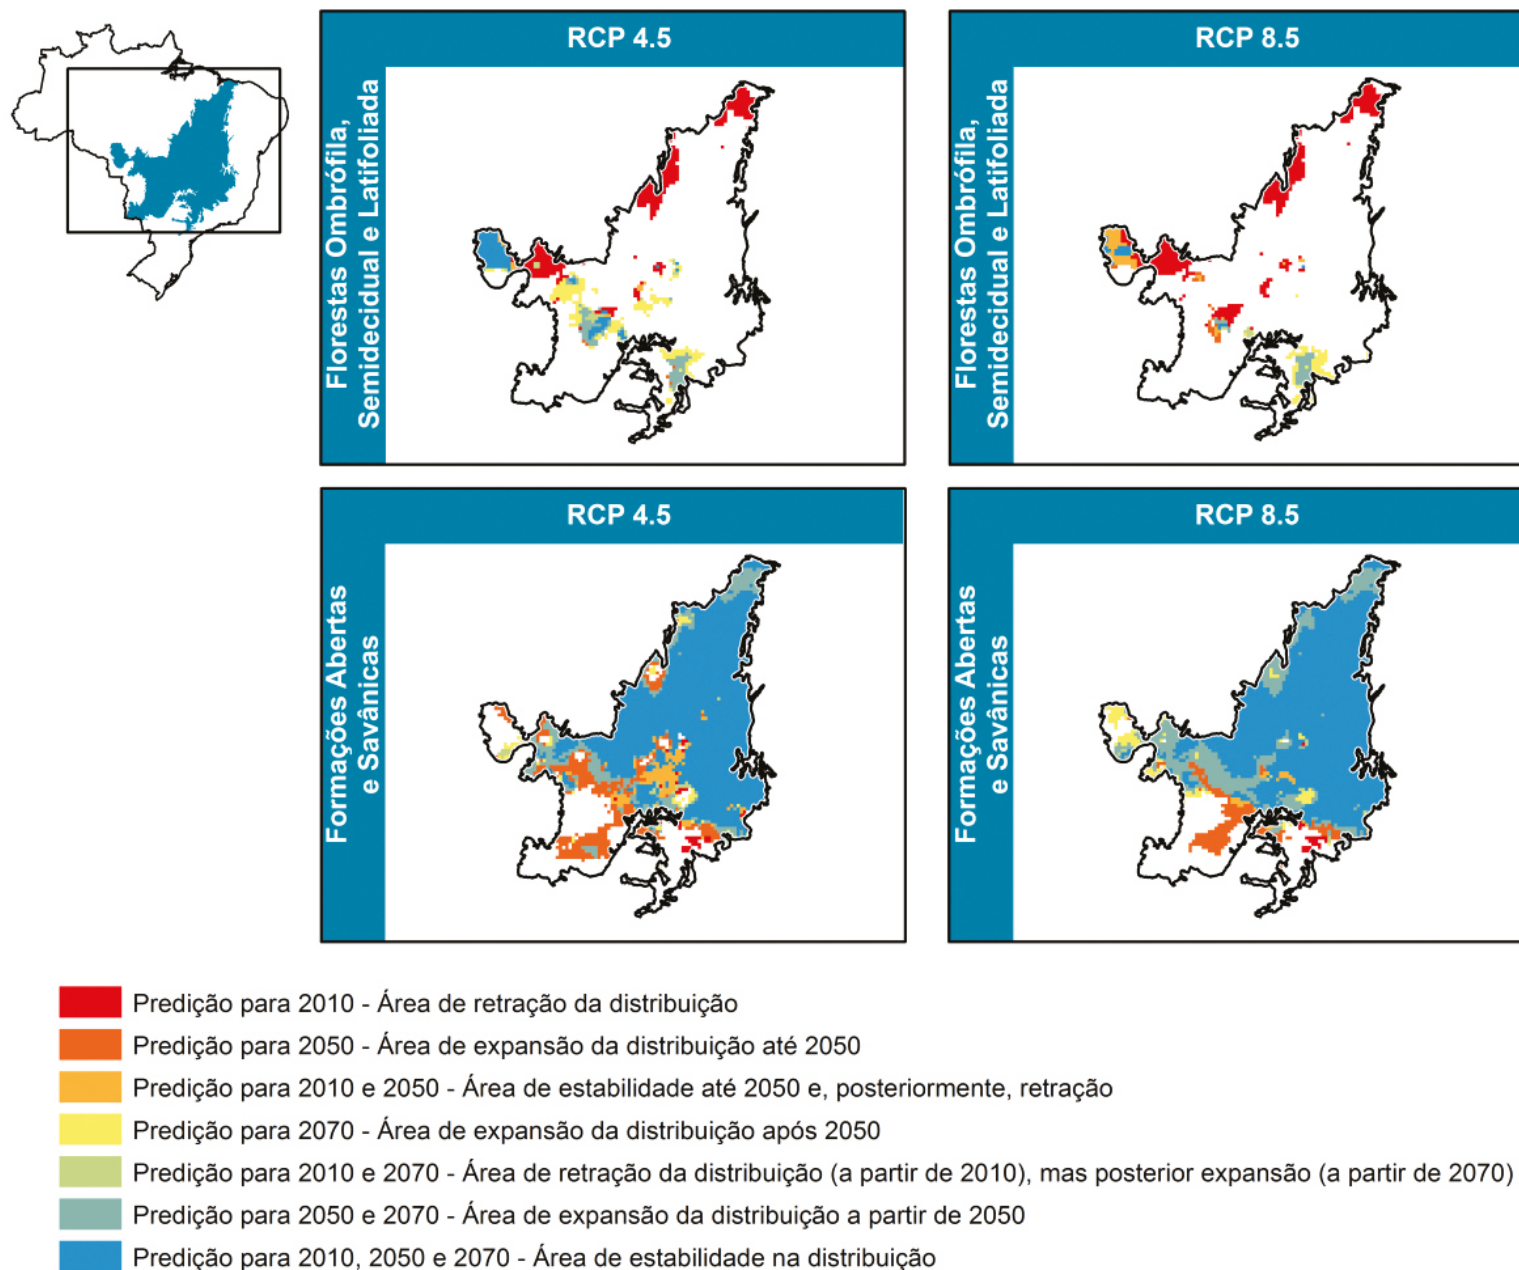 RCP 4.5
Florestas Ombrófila,
Semidecidual e Latifoliada
RCP 8.5
Florestas Ombrófila,
Semidecidual e Latifoliada
RCP 4.5
Formações Abertas
e Savânicas
RCP 8.5
Formações Abertas
e Savânicas
Predição para 2010 - Área de retração da distribuição
Predição para 2050 - Área de expansão da distribuição até 2050
Predição para 2010 e 2050 - Área de estabilidade até 2050 e, posteriormente, retração
Predição para 2070 - Área de expansão da distribuição após 2050
Predição para 2010 e 2070 - Área de retração da distribuição (a partir de 2010), mas posterior expansão (a partir de 2070)
Predição para 2050 e 2070 - Área de expansão da distribuição a partir de 2050
Predição para 2010, 2050 e 2070 - Área de estabilidade na distribuição